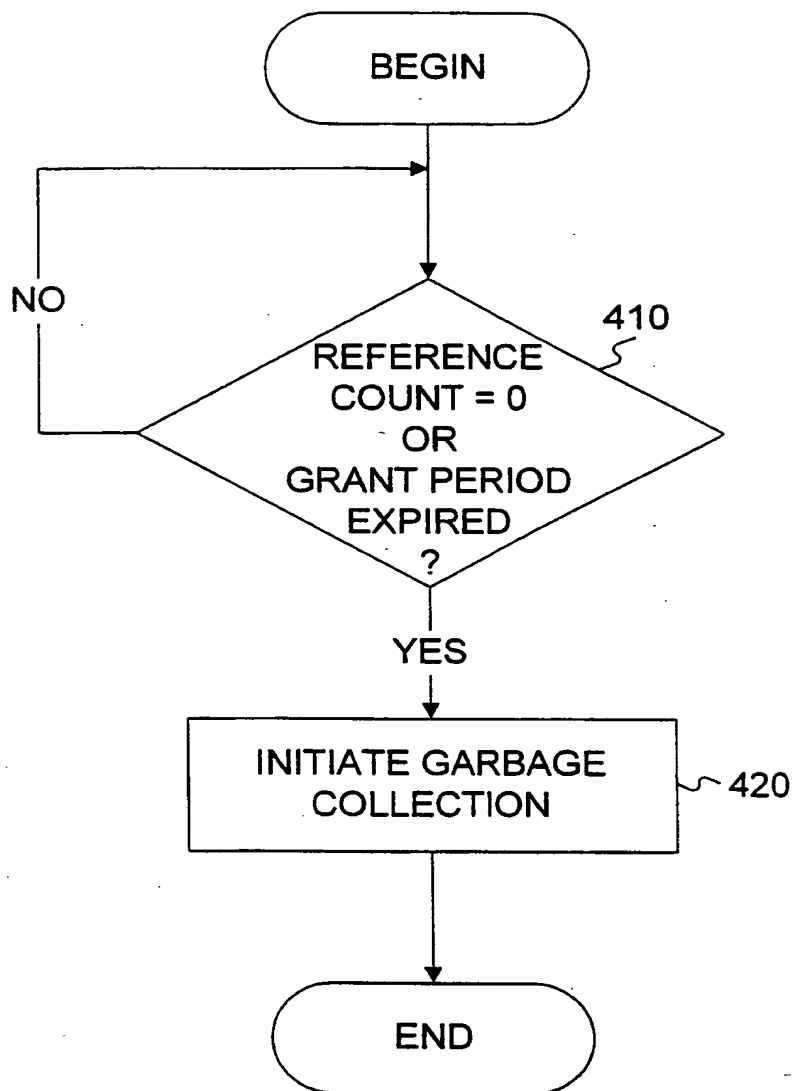 BEGIN
NO
410
REFERENCE
COUNT = 0
OR
GRANT PERIOD
EXPIRED
?
YES
INITIATE GARBAGE
COLLECTION
420
END